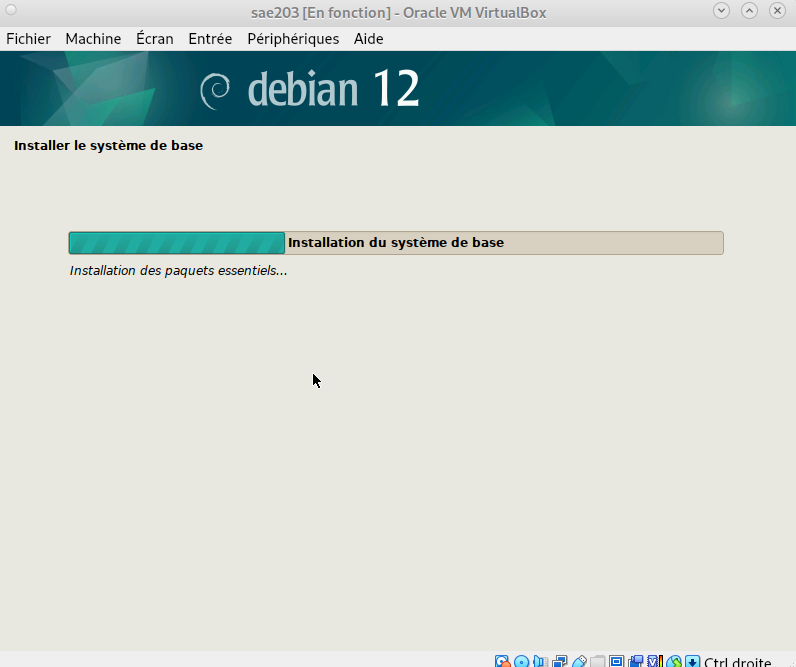 sae203 [En fonction] - Oracle VM VirtualBox
Fichier Machine Écran Entrée Périphériques Aide
debian 12
Installer le système de base
Installation du système de base
Installation des paquets essentiels...
Ctrl droite